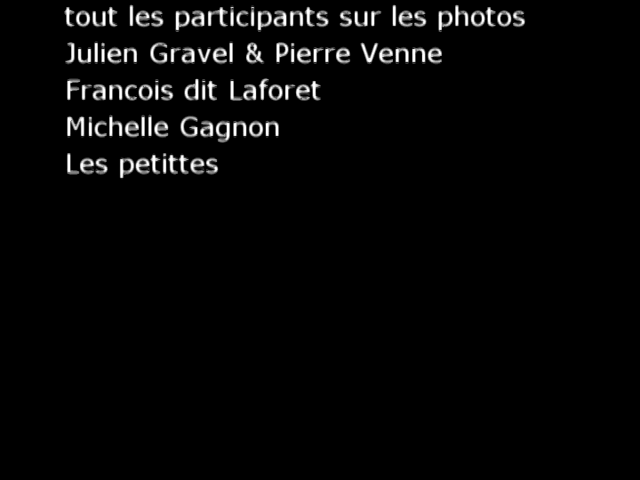 tout les participants sur les photos
Julien Gravel & Pierre Venne
Francois dit Laforet
Michelle Gagnon
Les petittes